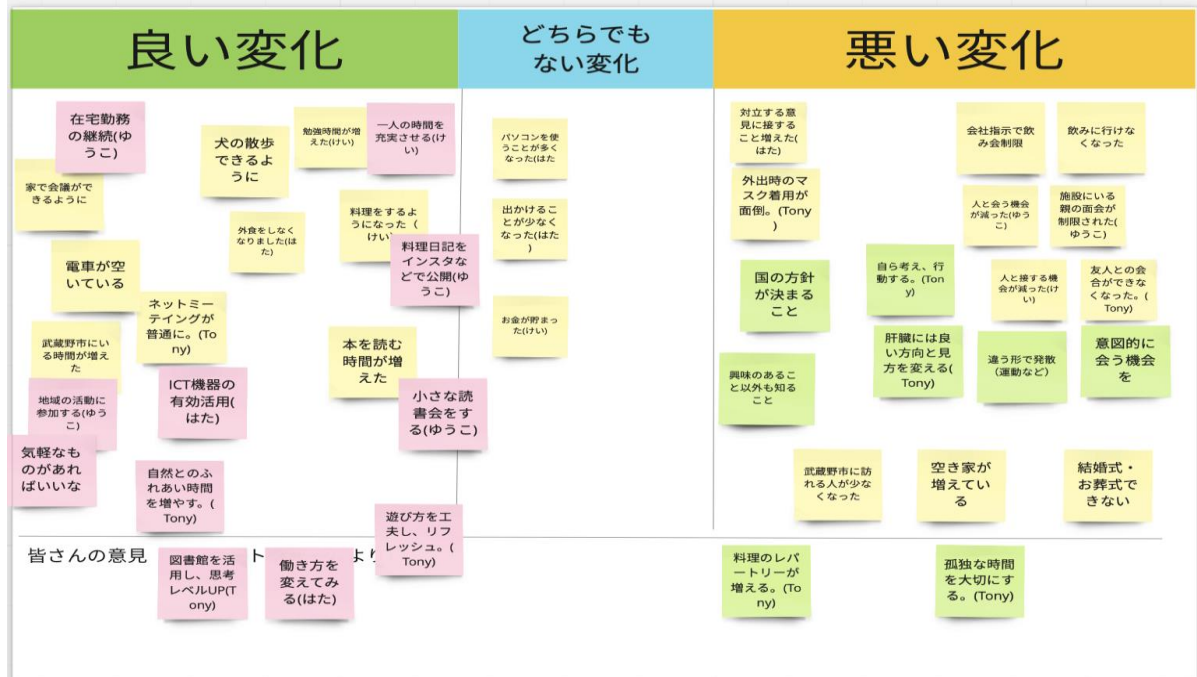 良い変化
どちらでも
ない変化
悪い変化
在宅勤務
の継続(ゆ
うこ)
家で会議がで
きるように
電車が空
いている
武蔵野市にい
る時間が増え
た
地域の活動に
参加する(ゆう
こ)
気軽なも
のがあれ
ばいいな
犬の散歩
できるよ
うに
勉強時間が増
えた(けい)
一人の時間を
充実させる(け
い)
外食をしなく
なりました(は
た)
料理をするよ
うになった(
けい)
料理日記を
インスタな
どで公開(ゆ
うこ)
ネットミー
テイングが
普通に。(To
ny)
ICT機器の
有効活用(
はた)
自然とのふ
れあい時間
を増やす。(
Tony)
本を読む
時間が増
えた
小さな読
書会をす
る(ゆうこ)
遊び方を工
夫し、リフ
レッシュ。(
Tony)
パソコンを使
うことが多く
なった(はた
出かけるこ
とが少なく
なった(はた)
お金が貯まっ
た(けい)
対立する意
見に接する
こと増えた(
はた)
外出時のマ
スク着用が
面倒。(Tony
)
国の方針
が決まる
こと
興味のあるこ
と以外も知る
こと
会社指示で飲
み会制限
飲みに行けな
くなった
人と会う機会
が減った(ゆう
こ)
施設にいる
親の面会が
制限された(
ゆうこ)
自ら考え、行
動する。(Ton
y)
人と接する機
会が減った(け
い)
友人との会
合ができな
くなった。(
Tony)
肝臓には良
い方向と見
方を変える(
Tony)
違う形で発散
（運動など）
意図的に
会う機会
を
武蔵野市に訪
れる人が少な
くなった
空き家が
増えてい
る
結婚式・
お葬式で
きない
皆さんの意見
ト
より
図書館を活
用し、思考
レベルUP(T
ony)
働き方を
変えてみ
る(はた)
料理のレパ
ートリーが
増える。(To
ny)
孤独な時間
を大切にす
る。(Tony)